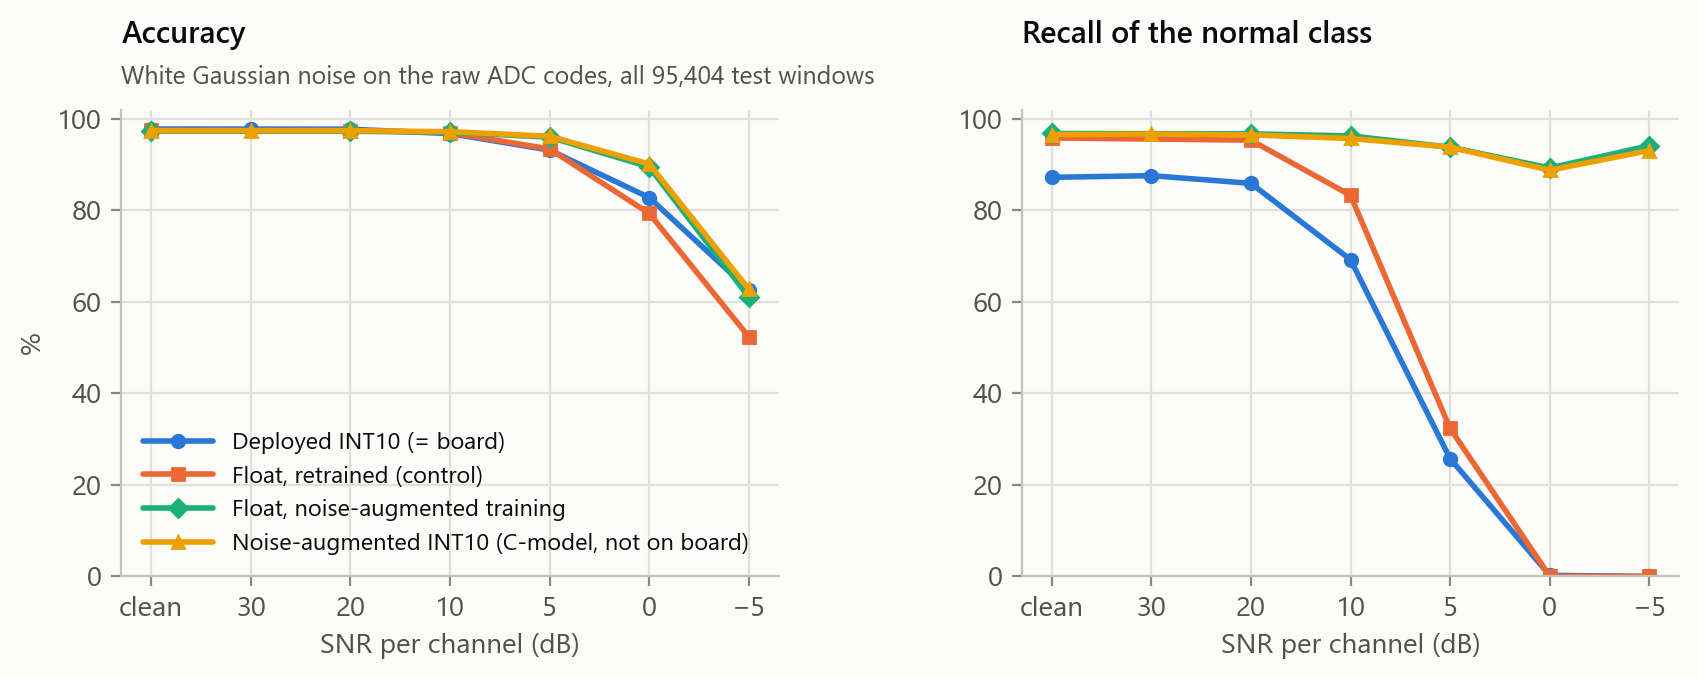 Accuracy
White Gaussian noise on the raw ADC codes, all 95,404 test windows
100
80
60
40
20
0
%
Deployed INT10 (= board)
Float, retrained (control)
Float, noise-augmented training
Noise-augmented INT10 (C-model, not on board)
clean 30 20 10 5 0 −5
SNR per channel (dB)
Recall of the normal class
100
80
60
40
20
0
clean 30 20 10 5 0 −5
SNR per channel (dB)